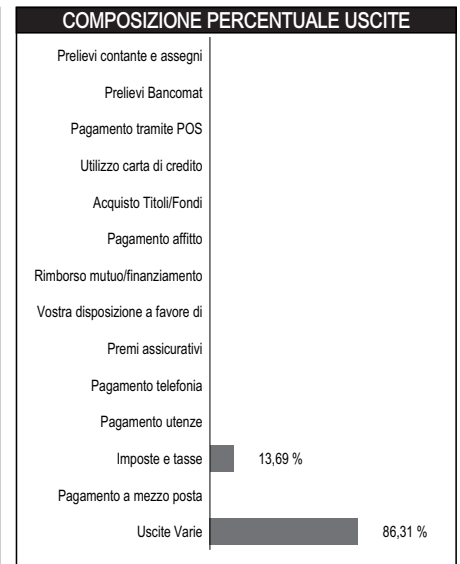 COMPOSIZIONE PERCENTUALE USCITE
Prelievi contante e assegni
Prelievi Bancomat
Pagamento tramite POS
Utilizzo carta di credito
Acquisto Titoli/Fondi
Pagamento affitto
Rimborso mutuo/finanziamento
Vostra disposizione a favore di
Premi assicurativi
Pagamento telefonia
Pagamento utenze
Imposte e tasse 13,69 %
Pagamento a mezzo posta
Uscite Varie 86,31 %